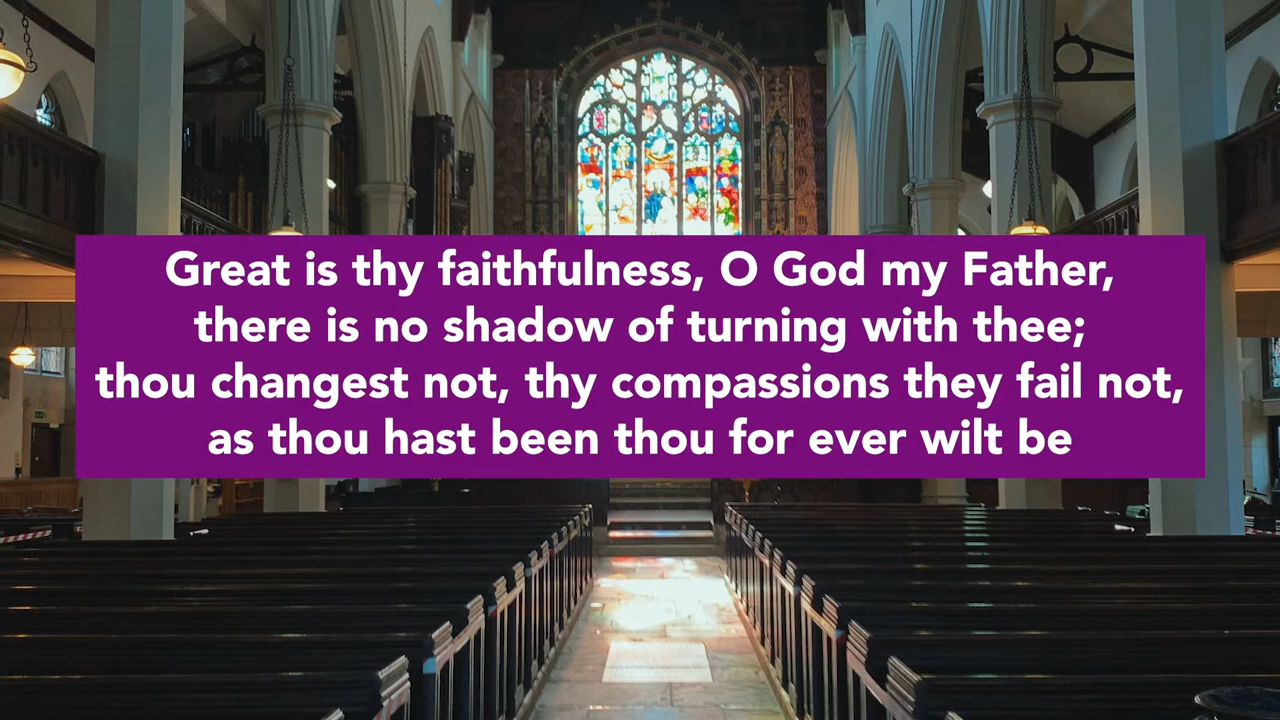 Great is thy faithfulness, O God my Father,
there is no shadow of turning with thee;
thou changest not, thy compassions they fail not,
as thou hast been thou for ever wilt be